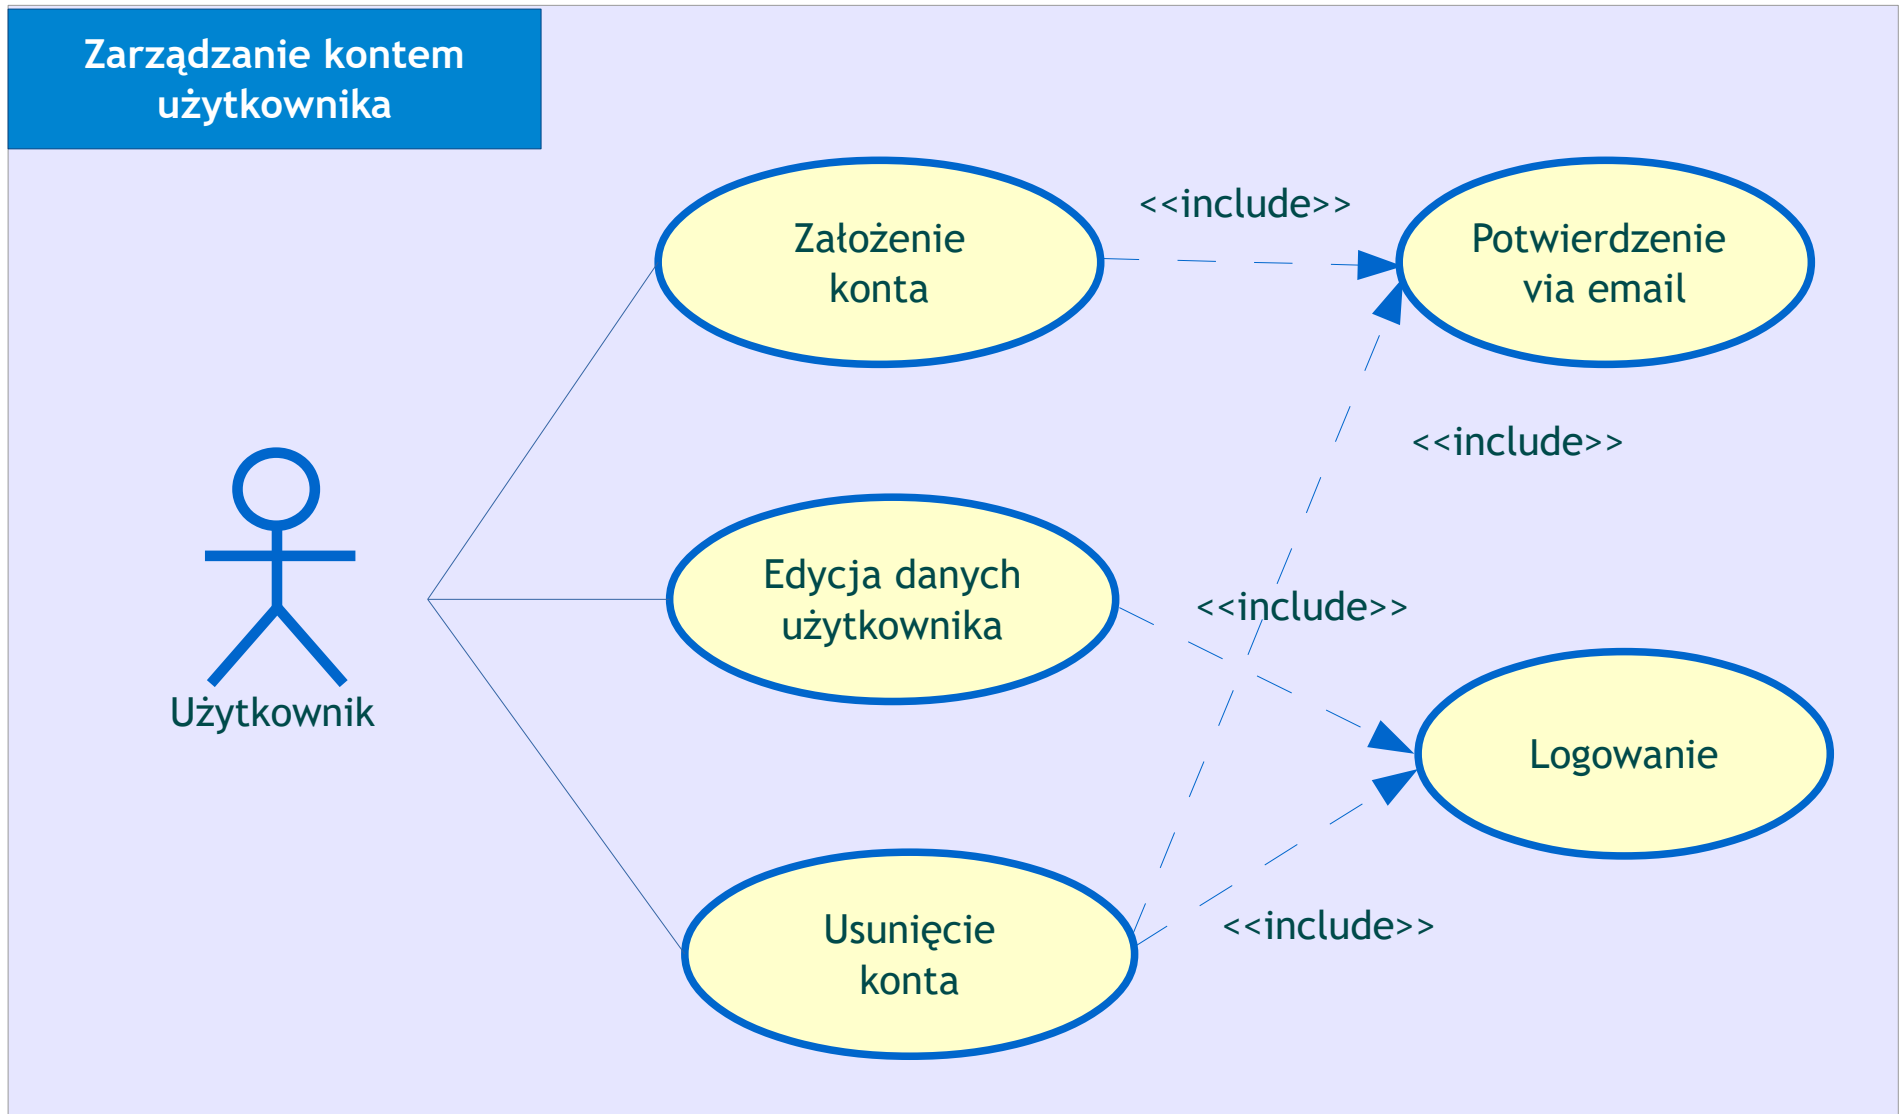 Zarządzanie kontem
użytkownika
Założenie
konta
<<include>>
Potwierdzenie
via email
<<include>>
Edycja danych
użytkownika
<<include>>
Użytkownik
Logowanie
Usunięcie
konta
<<include>>